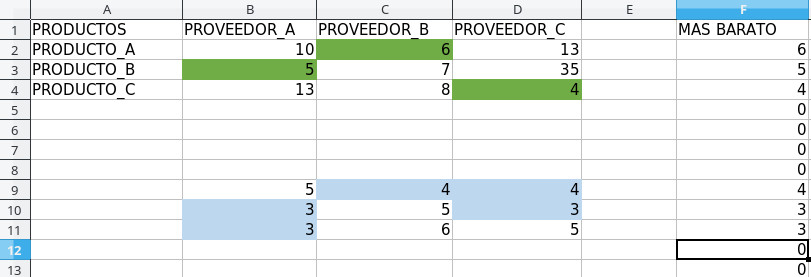 A B C D E F
1 PRODUCTOS PROVEEDOR_A PROVEEDOR_B PROVEEDOR_C MAS BARATO
2 PRODUCTO_A 10 6 13 6
3 PRODUCTO_B 5 7 35 5
4 PRODUCTO_C 13 8 4 4
5 0
6 0
7 0
8 0
9 5 4 4 4
10 3 5 3 3
11 3 6 5 3
12 0
13 0